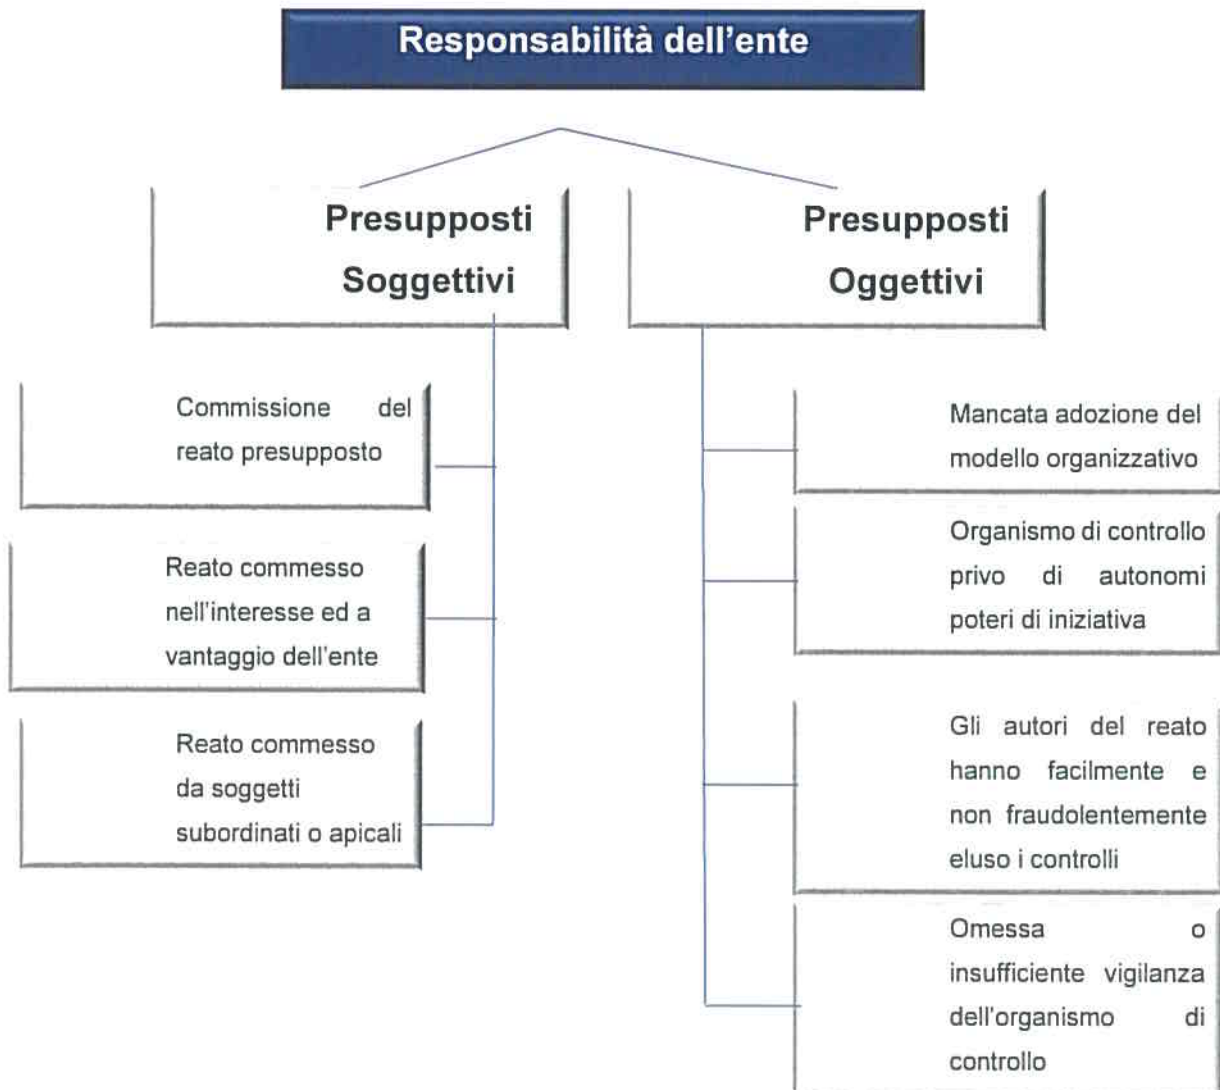 Responsabilità dell'ente
Presupposti
Soggettivi
Commissione del
reato presupposto
Reato commesso
nell'interesse ed a
vantaggio dell'ente
Reato commesso
da soggetti
subordinati o apicali
Presupposti
Oggettivi
Mancata adozione del
modello organizzativo
Organismo di controllo
privo di autonomi
poteri di iniziativa
Gli autori del reato
hanno facilmente e
non fraudolentemente
eluso i controlli
Omessa o
insufficiente vigilanza
dell'organismo di
controllo